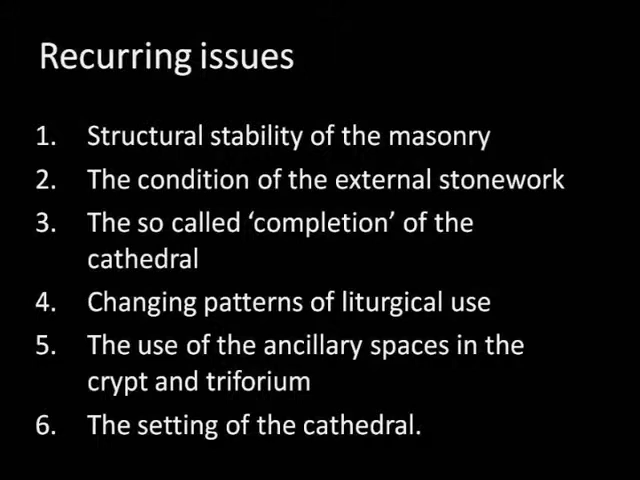 Recurring issues
1. Structural stability of the masonry
2. The condition of the external stonework
3. The so called ‘completion’ of the
cathedral
4. Changing patterns of liturgical use
5. The use of the ancillary spaces in the
crypt and triforium
6. The setting of the cathedral.